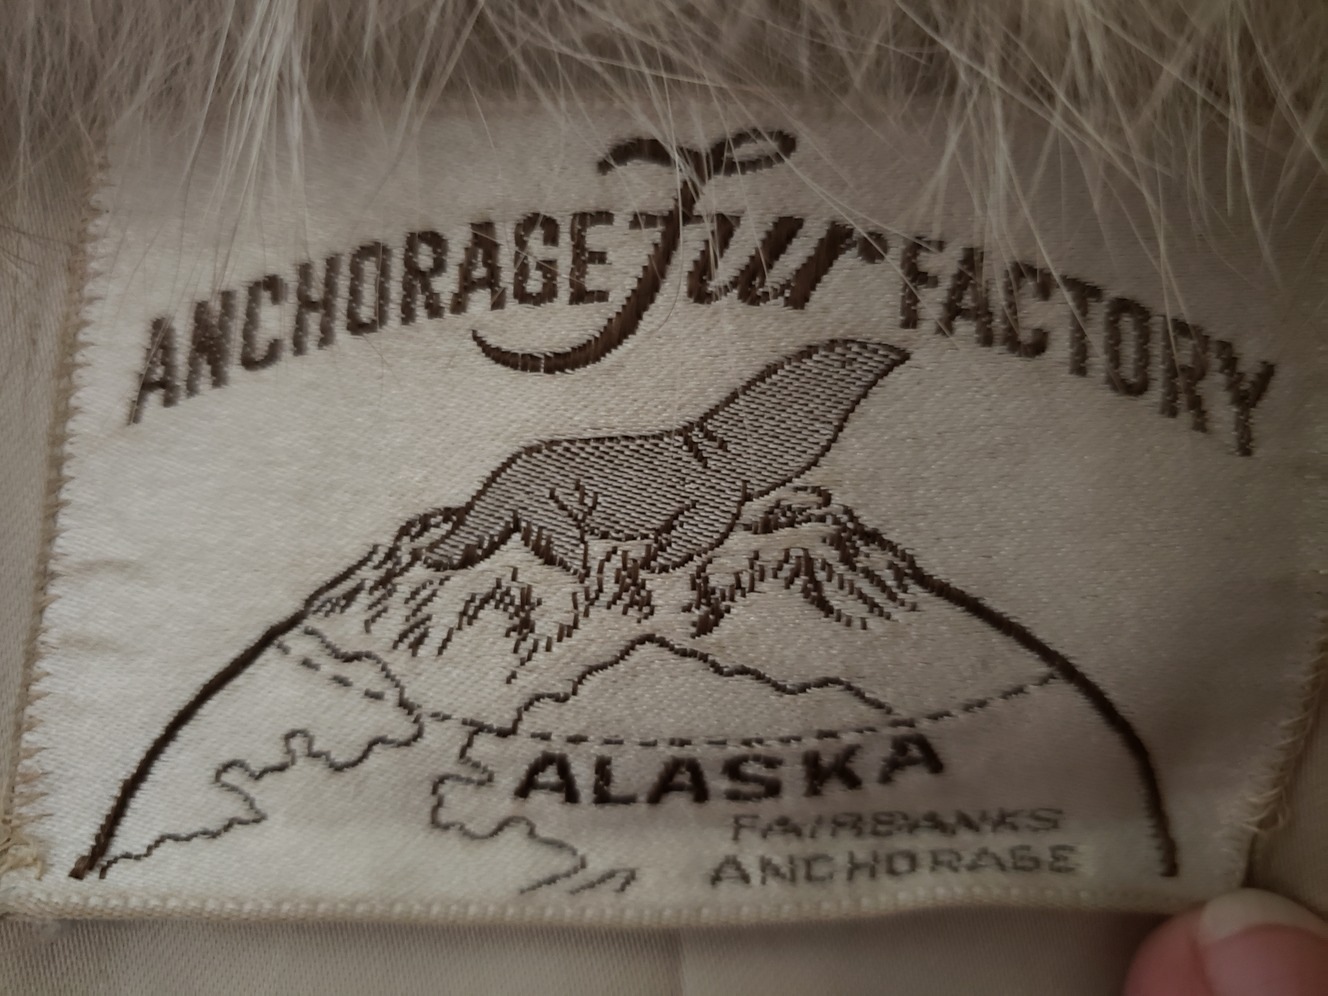 ANCHORAGE Fur FACTORY
ALASKA
FAIRBANKS
ANCHORAGE